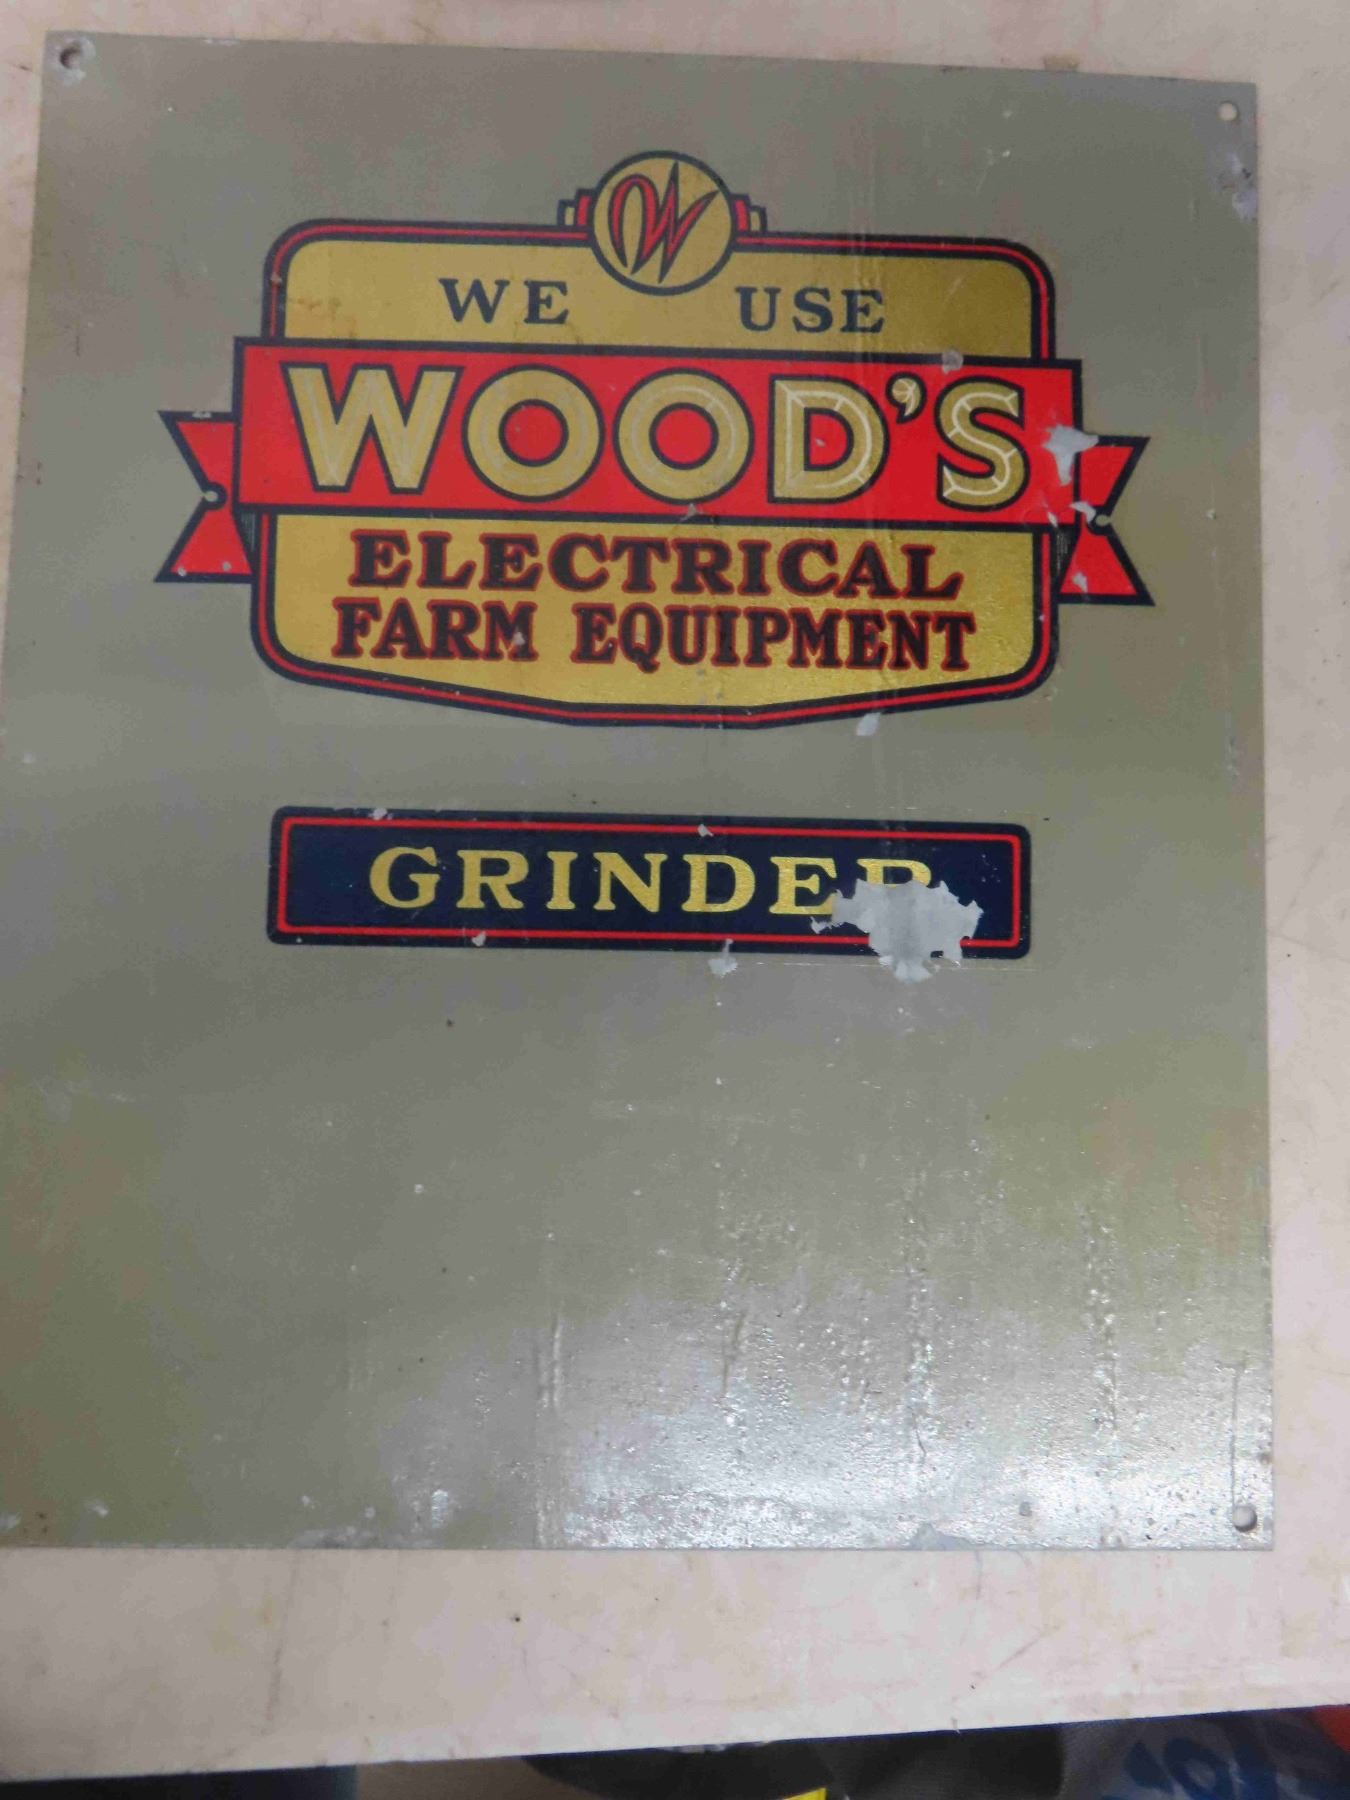 W
WE USE
WOOD'S
ELECTRICAL
FARM EQUIPMENT
GRINDER